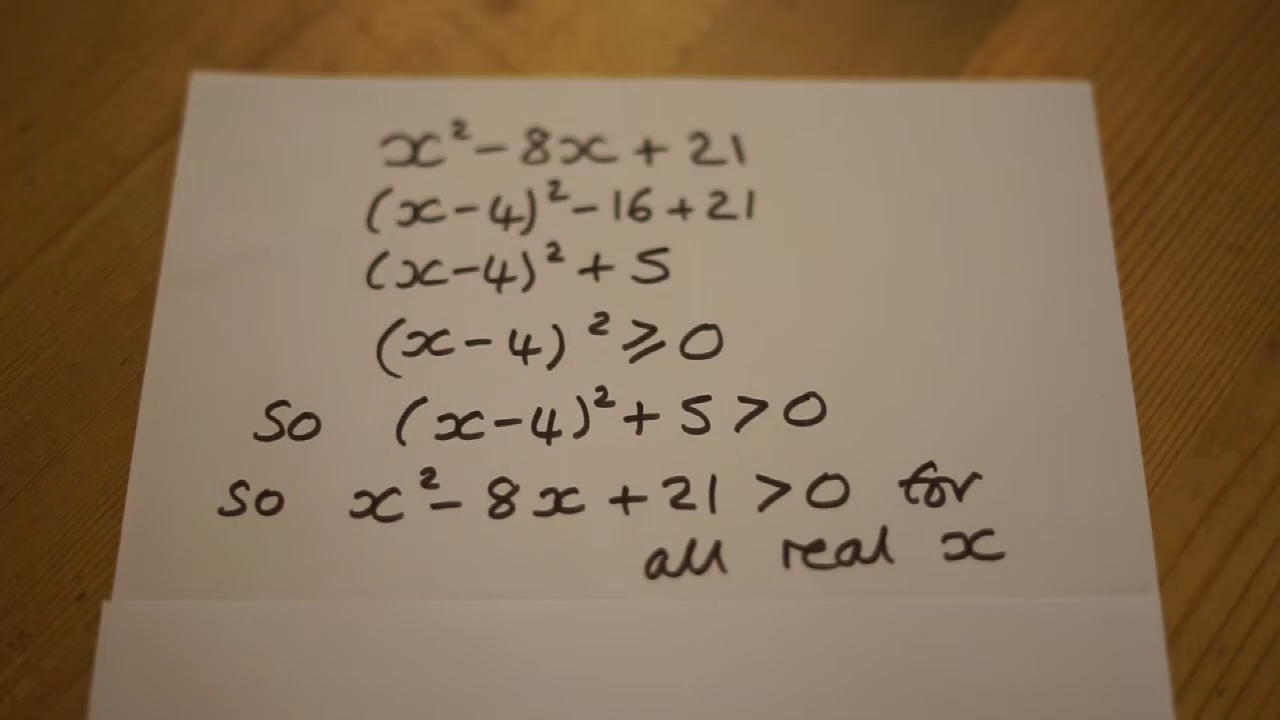 x² - 8x + 21
(x-4)² - 16 + 21
(x-4)² + 5
(x-4)² ⩾ 0
So (x-4)² + 5 > 0
So x² - 8x + 21 > 0 for
all real x